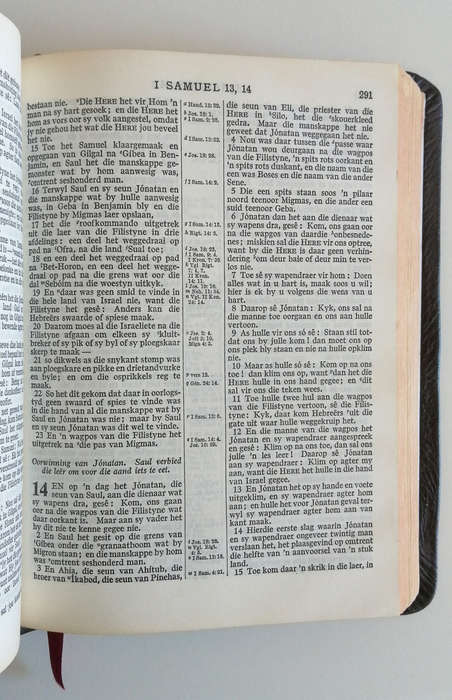 I SAMUEL 13, 14
291
bestaan nie. Die HERE het vir Hom 'n
man na sy hart gesoek; en die HERE het
hom as vors oor sy volk aangestel, omdat
jy nie gehou het wat die HERE jou beveel
het nie.
15 Toe het Samuel klaargemaak en
opgegaan van Gilgal na Gibea in Ben-
jamin, en Saul het die manskappe ge-
monster wat by hom aanwesig was,
omtrent seshonderd man.
16 Terwyl Saul en sy seun Jónatan en
die manskappe wat by hulle aanwesig
was, in Geba in Benjamin bly en die
Filistyne by Migmas laer opslaan,
17 het die roofkommando uitgetrek
uit die laer van die Filistyne in drie
afdelings: een deel het weggedraai op
pad na Ofra, na die land Sual toe;
18 en een deel het weggedraai op pad
na Bet-Horon, en een deel het wegge-
draai op pad na die grens wat oor die
dal Sebóim na die woestyn uitkyk.
19 En daar was geen smid te vinde in
die hele land van Israel nie, want die
Filistyne het gesê: Anders kan die
Hebreërs swaarde of spiese maak.
20 Daarom moes al die Israeliete na die
Filistyne afgaan om elkeen sy kluit-
breker of sy pik of sy byl of sy ploegskaar
skerp te maak—
21 so dikwels as die snykant stomp was
aan ploegskare en pikke en drietandvurke
en byle; en om die osprikkels reg te
maak.
22 So het dit gekom dat daar in oorlogs-
tyd geen swaard of spies te vinde was
in die hand van al die manskappe wat by
Saul en Jónatan was nie; maar by Saul
en sy seun Jónatan was dit wel te vinde.
23 En 'n wagpos van die Filistyne het
uitgetrek na die pas van Migmas.
Oorwinning van Jónatan. Saul verbied
die leër om voor die aand iets te eet.
14 EN op 'n dag het Jónatan, die
seun van Saul, aan die dienaar wat
sy wapens dra, gesê: Kom, ons gaan
oor na die wagpos van die Filistyne wat
daar oorkant is. Maar aan sy vader het
hy dit nie te kenne gegee nie.
2 En Saul het gesit op die grens van
Gibea onder die granaatboom wat by
Migron staan; en die manskappe by hom
was omtrent seshonderd man.
3 En Ahía, die seun van Ahítub, die
broer van Ikabod, die seun van Pínehas,
die seun van Eli, die priester van die
HERE in Silo, het die skouerkleed
gedra. Maar die manskappe het nie
geweet dat Jónatan weggegaan het nie.
4 Nou was daar tussen die passe waar
Jónatan wou deurgaan na die wagpos
van die Filistyne, 'n spits rots oorkant en
'n spits rots duskant, en die naam van die
een was Boses en die naam van die ander
Sene.
5 Die een spits staan soos 'n pilaar
noord teenoor Migmas, en die ander een
suid teenoor Geba.
6 Jónatan dan het aan die dienaar wat
sy wapens dra, gesê: Kom, ons gaan oor
na die wagpos van daardie onbesnede-
nes; miskien sal die HERE vir ons optree,
want by die HERE is daar geen verhin-
dering om deur baie of deur min te ver-
los nie.
7 Toe sê sy wapendraer vir hom: Doen
alles wat in u hart is, maak soos u wil;
hier is ek by u volgens die wens van u
hart.
8 Daarop sê Jónatan: Kyk, ons sal na
die manne toe oorgaan en ons aan hulle
vertoon.
9 As hulle vir ons só sê: Staan stil tot-
dat ons by julle kom! dan moet ons op
ons plek bly staan en nie na hulle opklim
nie.
10 Maar as hulle só sê: Kom op na ons
toe! dan klim ons op, want dan het die
HERE hulle in ons hand gegee; en dit
sal vir ons die teken wees.
11 Toe hulle twee hul aan die wagpos
van die Filistyne vertoon, sê die Filis-
tyne: Kyk, daar kom Hebreërs uit die
gate uit waar hulle weggekruip het.
12 En die manne van die wagpos het
Jónatan en sy wapendraer aangespreek
en gesê: Klim op na ons toe, dan sal ons
julle 'n les leer! Daarop sê Jónatan
aan sy wapendraer: Klim op agter my
aan, want die HERE het hulle in die hand
van Israel gegee.
13 En Jónatan het op sy hande en voete
uitgeklim, en sy wapendraer agter hom
aan; en hulle het voor Jónatan geval ter-
wyl sy wapendraer agter hom aan van
kant maak.
14 Hierdie eerste slag waarin Jónatan
en sy wapendraer ongeveer twintig man
verslaan het, het plaasgevind op omtrent
die helfte van 'n aanvoorsel van 'n stuk
land.
15 Toe kom daar 'n skrik in die laer, in